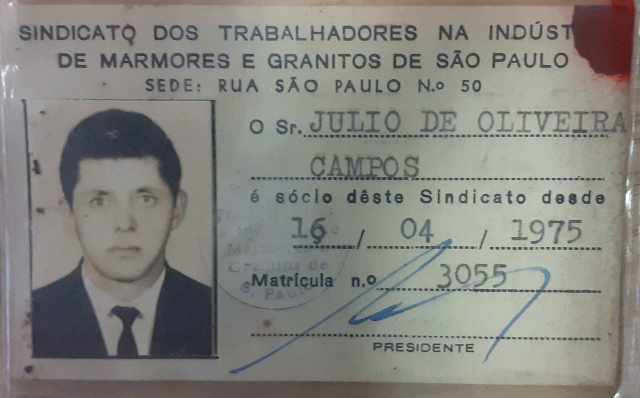 SINDICATO DOS TRABALHADORES NA
DE MARMORES E GRANITOS DE SÃO PAULO
SEDE: RUA SÃO PAULO N.º 50
O Sr. JULIO DE OLIVEIRA
CAMPOS
é sócio dêste Sindicato desde
16 / 04 / 1975
Matrícula n.º 3055
PRESIDENTE